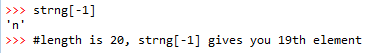 >>> strng[-1]
'n'
>>> #length is 20, strng[-1] gives you 19th element